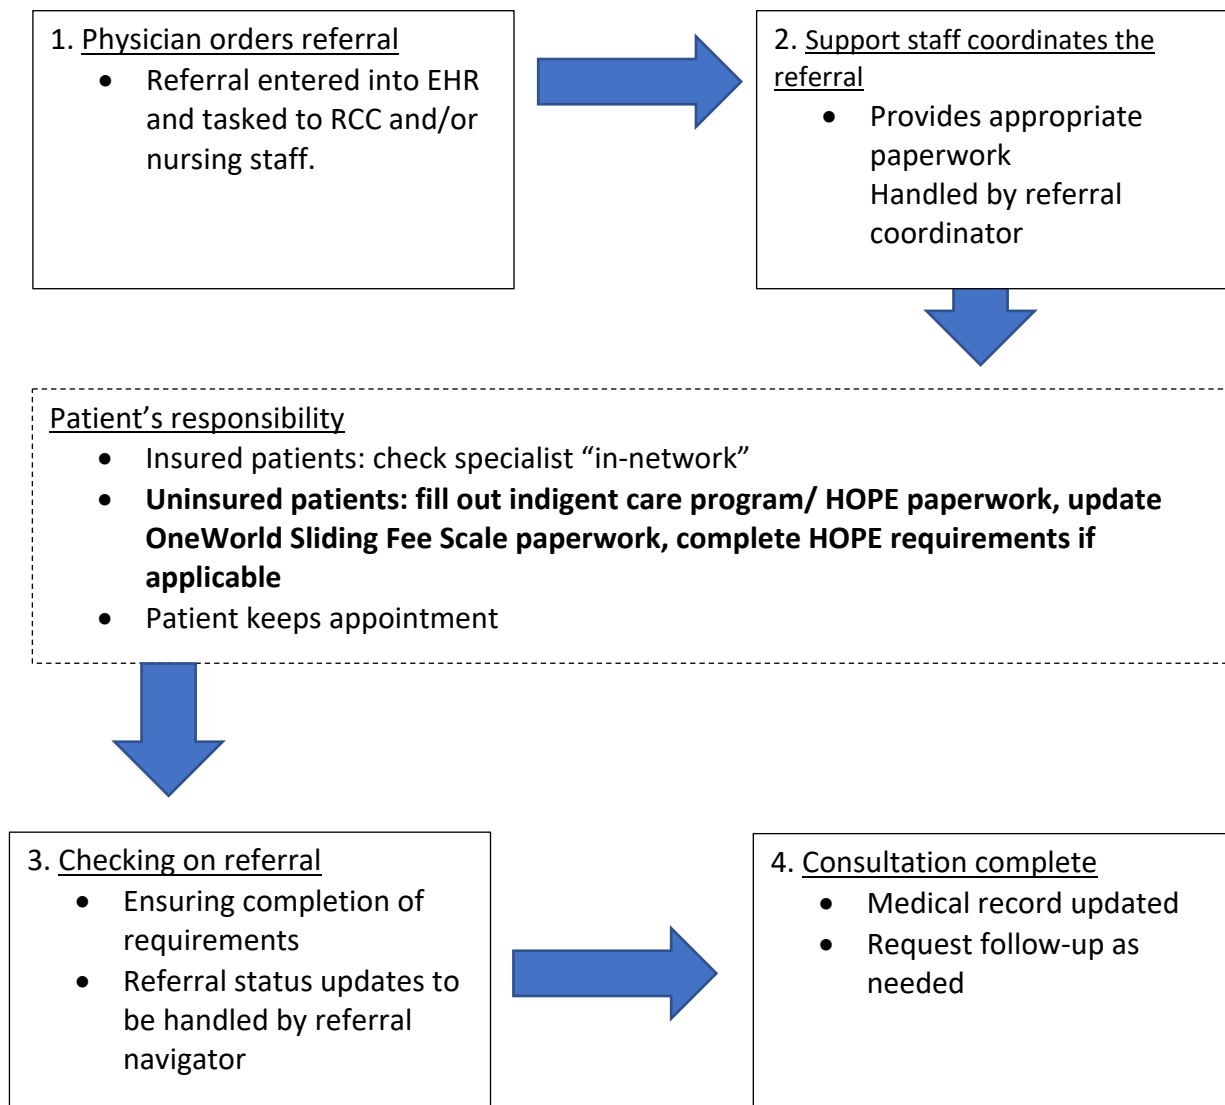 1. Physician orders referral
• Referral entered into EHR
and tasked to RCC and/or
nursing staff.
2. Support staff coordinates the
referral
• Provides appropriate
paperwork
Handled by referral
coordinator
Patient’s responsibility
• Insured patients: check specialist “in-network”
• Uninsured patients: fill out indigent care program/ HOPE paperwork, update
OneWorld Sliding Fee Scale paperwork, complete HOPE requirements if
applicable
• Patient keeps appointment
3. Checking on referral
• Ensuring completion of
requirements
• Referral status updates to
be handled by referral
navigator
4. Consultation complete
• Medical record updated
• Request follow-up as
needed